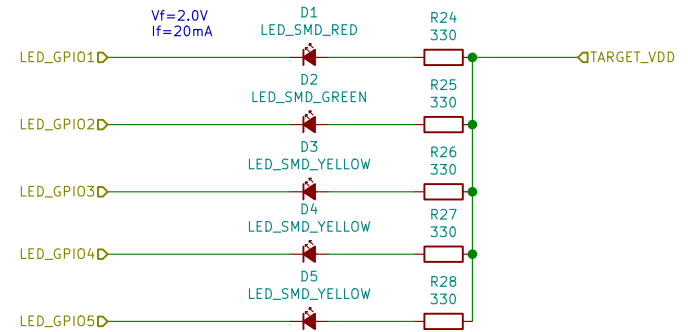 Vf=2.0V
If=20mA
D1
LED_SMD_RED
R24
330
LED_GPIO1
TARGET_VDD
D2
LED_SMD_GREEN
R25
330
LED_GPIO2
D3
LED_SMD_YELLOW
R26
330
LED_GPIO3
D4
LED_SMD_YELLOW
R27
330
LED_GPIO4
D5
LED_SMD_YELLOW
R28
330
LED_GPIO5